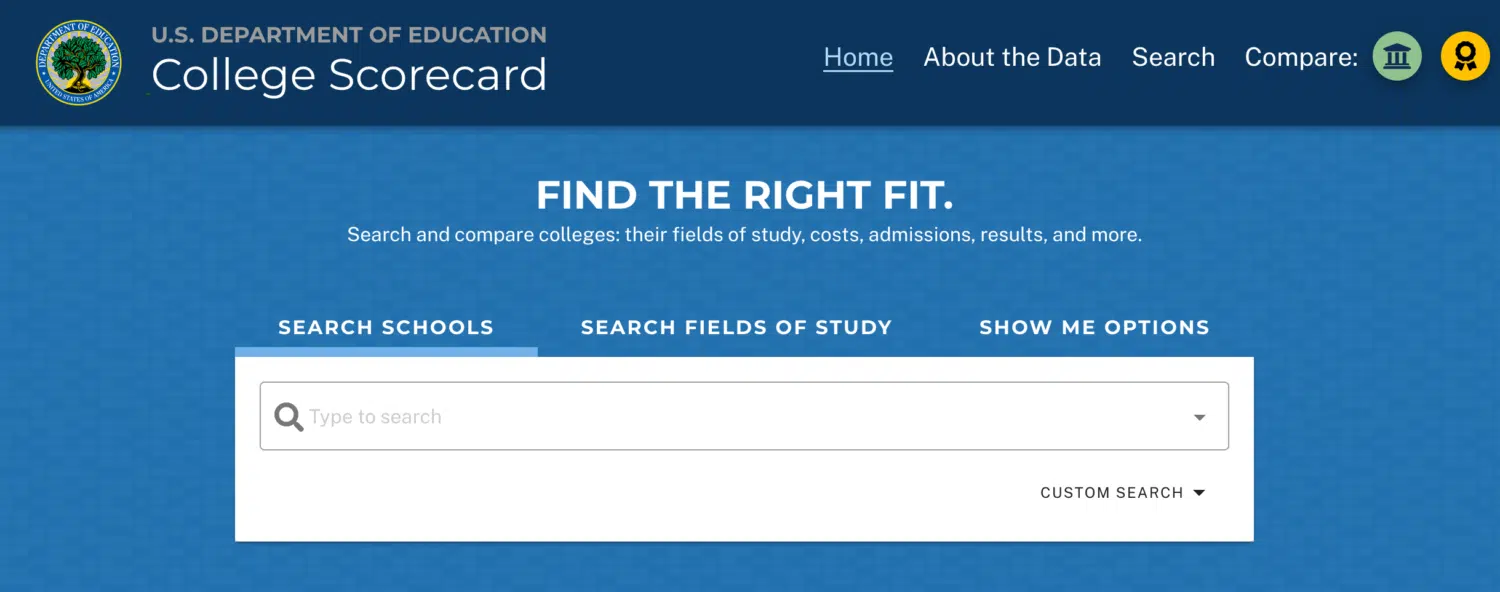 DEPARTMENT OF EDUCATION
UNITED STATES OF AMERICA
U.S. DEPARTMENT OF EDUCATION
College Scorecard
Home About the Data Search Compare:
FIND THE RIGHT FIT.
Search and compare colleges: their fields of study, costs, admissions, results, and more.
SEARCH SCHOOLS SEARCH FIELDS OF STUDY SHOW ME OPTIONS
Type to search
CUSTOM SEARCH